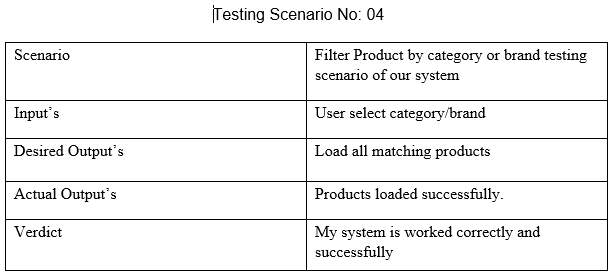 Testing Scenario No: 04
Scenario
Filter Product by category or brand testing
scenario of our system
Input’s
User select category/brand
Desired Output’s
Load all matching products
Actual Output’s
Products loaded successfully.
Verdict
My system is worked correctly and
successfully